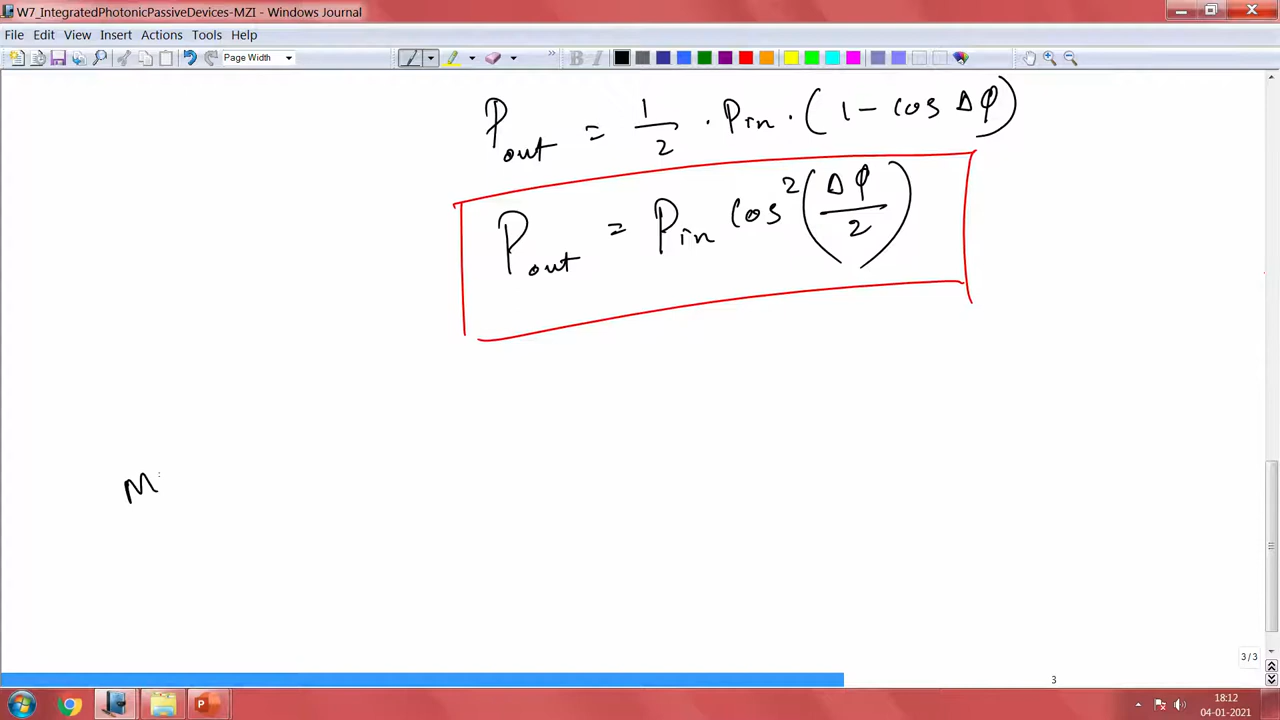 W7_IntegratedPhotonicPassiveDevices-MZI - Windows Journal
File Edit View Insert Actions Tools Help
Page Width
B I
P_out = 1/2 · P_in · (1 - cos Δφ)
P_out = P_in cos²(Δφ/2)
M
3/3
3
18:12
04-01-2021